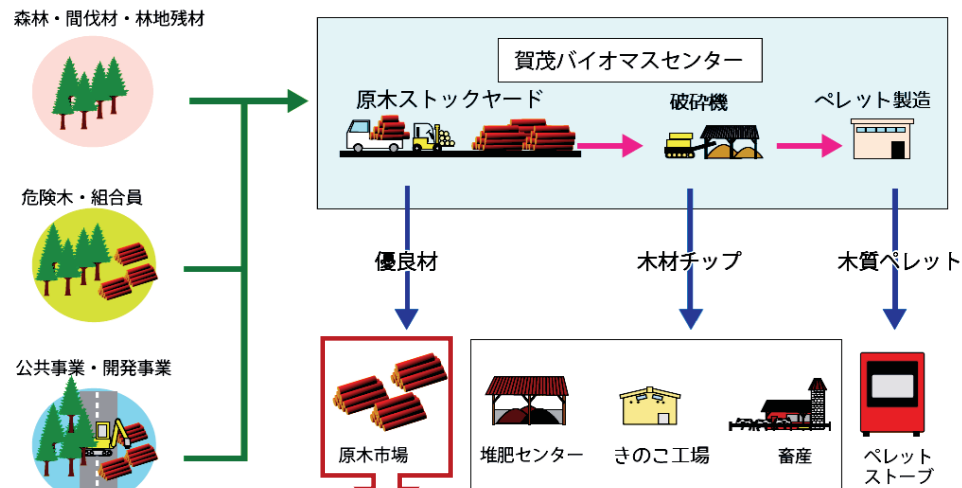 森林・間伐材・林地残材
賀茂バイオマスセンター
原木ストックヤード
破砕機
ペレット製造
危険木・組合員
優良材
木材チップ
木質ペレット
公共事業・開発事業
原木市場
堆肥センター
きのこ工場
畜産
ペレット
ストーブ